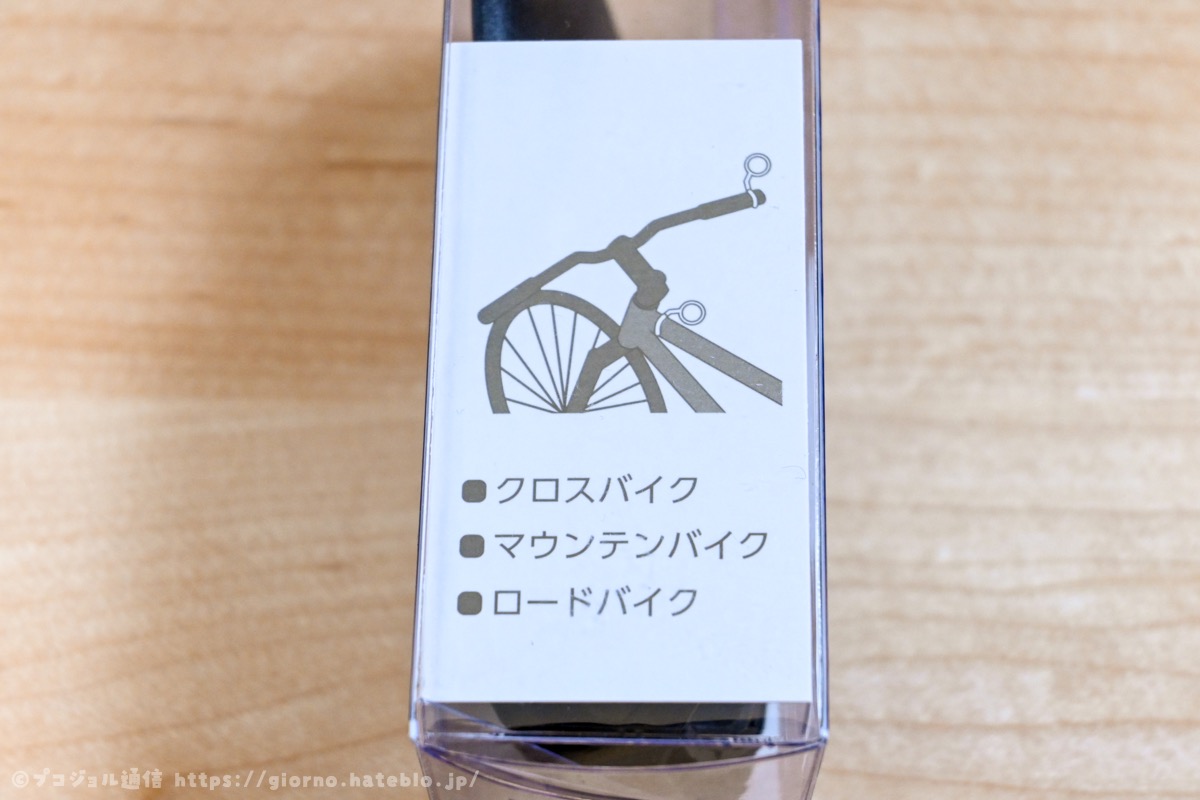 クロスバイク
マウンテンバイク
ロードバイク
©プコジョル通信 https://giorno.hateblo.jp/